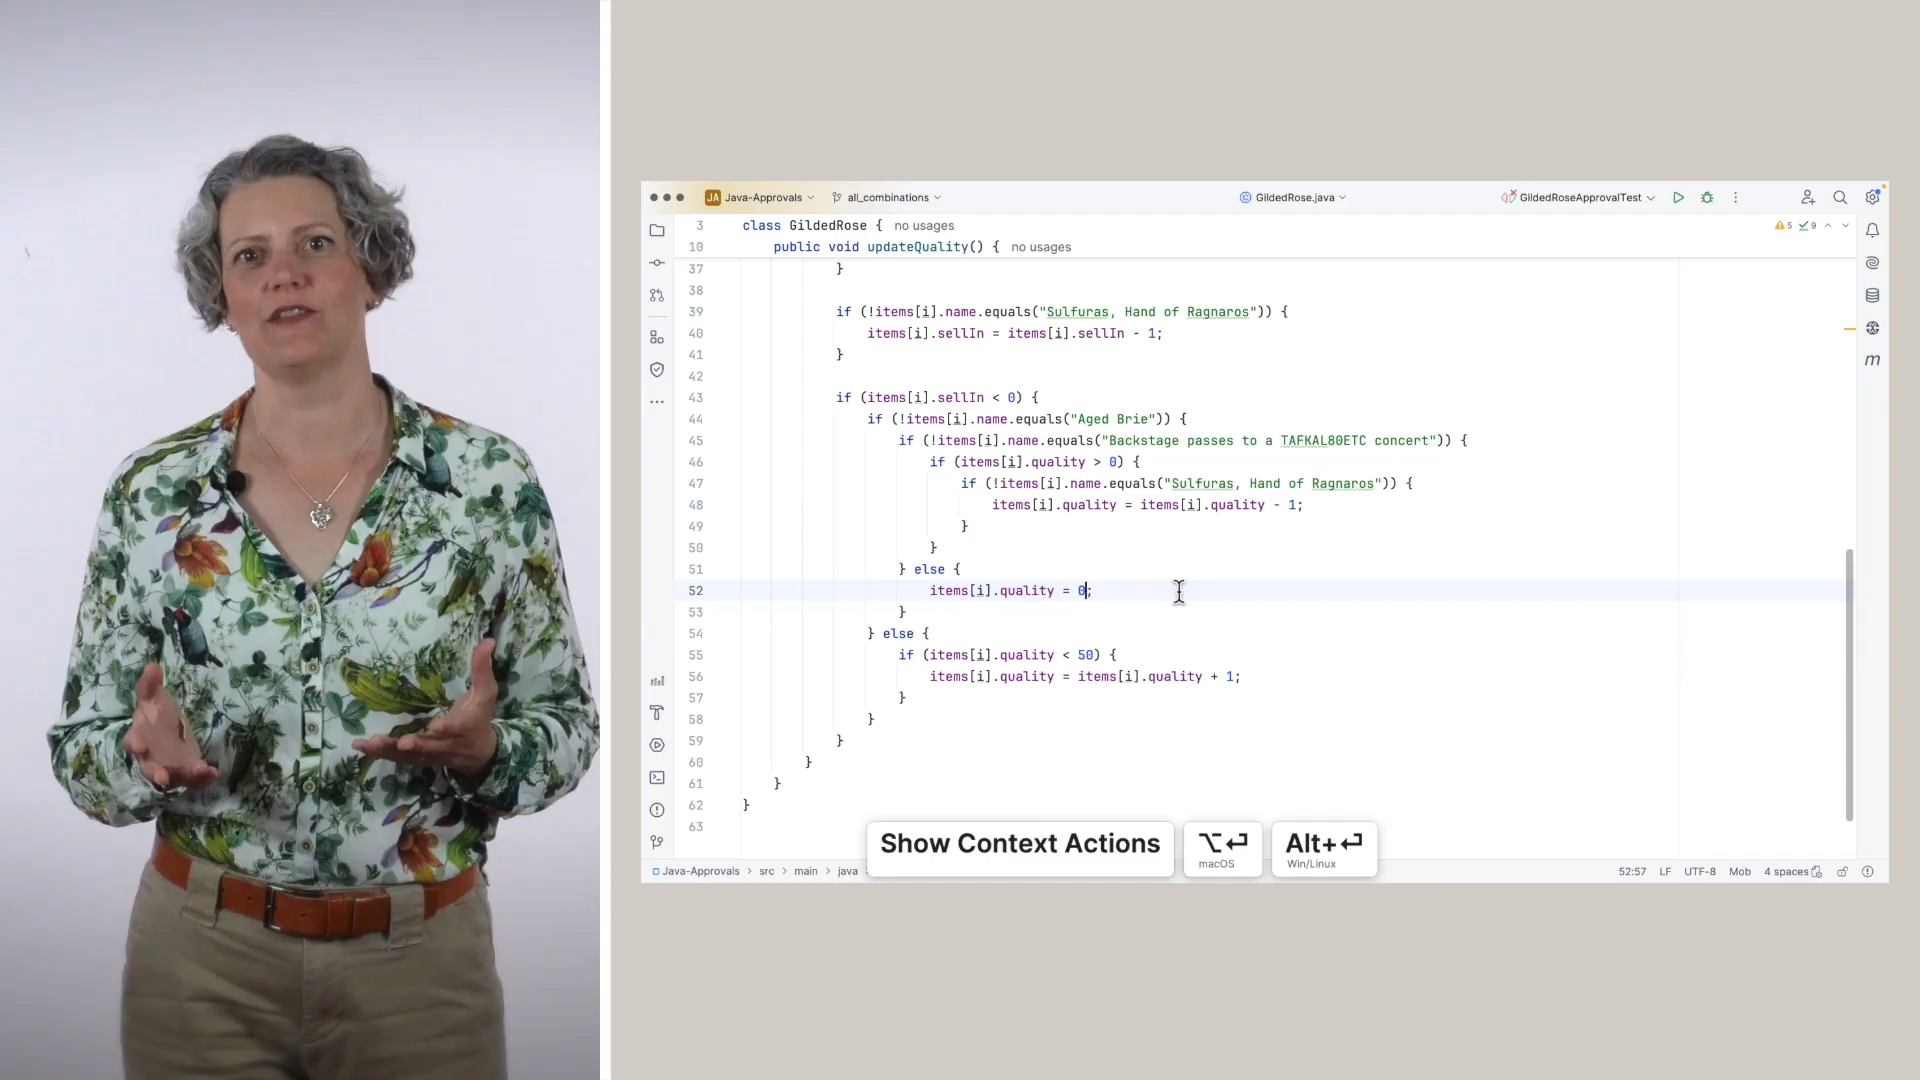 JA Java-Approvals all_combinations GildedRose.java GildedRoseApprovalTest
3 class GildedRose { no usages
5 9
10 public void updateQuality() { no usages
37 }
38
39 if (!items[i].name.equals("Sulfuras, Hand of Ragnaros")) {
40 items[i].sellIn = items[i].sellIn - 1;
41 }
42
43 if (items[i].sellIn < 0) {
44 if (!items[i].name.equals("Aged Brie")) {
45 if (!items[i].name.equals("Backstage passes to a TAFKAL80ETC concert")) {
46 if (items[i].quality > 0) {
47 if (!items[i].name.equals("Sulfuras, Hand of Ragnaros")) {
48 items[i].quality = items[i].quality - 1;
49 }
50 }
51 } else {
52 items[i].quality = 0;
53 }
54 } else {
55 if (items[i].quality < 50) {
56 items[i].quality = items[i].quality + 1;
57 }
58 }
59 }
60 }
61 }
62 }
63
m
Show Context Actions ⌥↩ Alt+↩
macOS Win/Linux
Java-Approvals > src > main > java 52:57 LF UTF-8 Mob 4 spaces